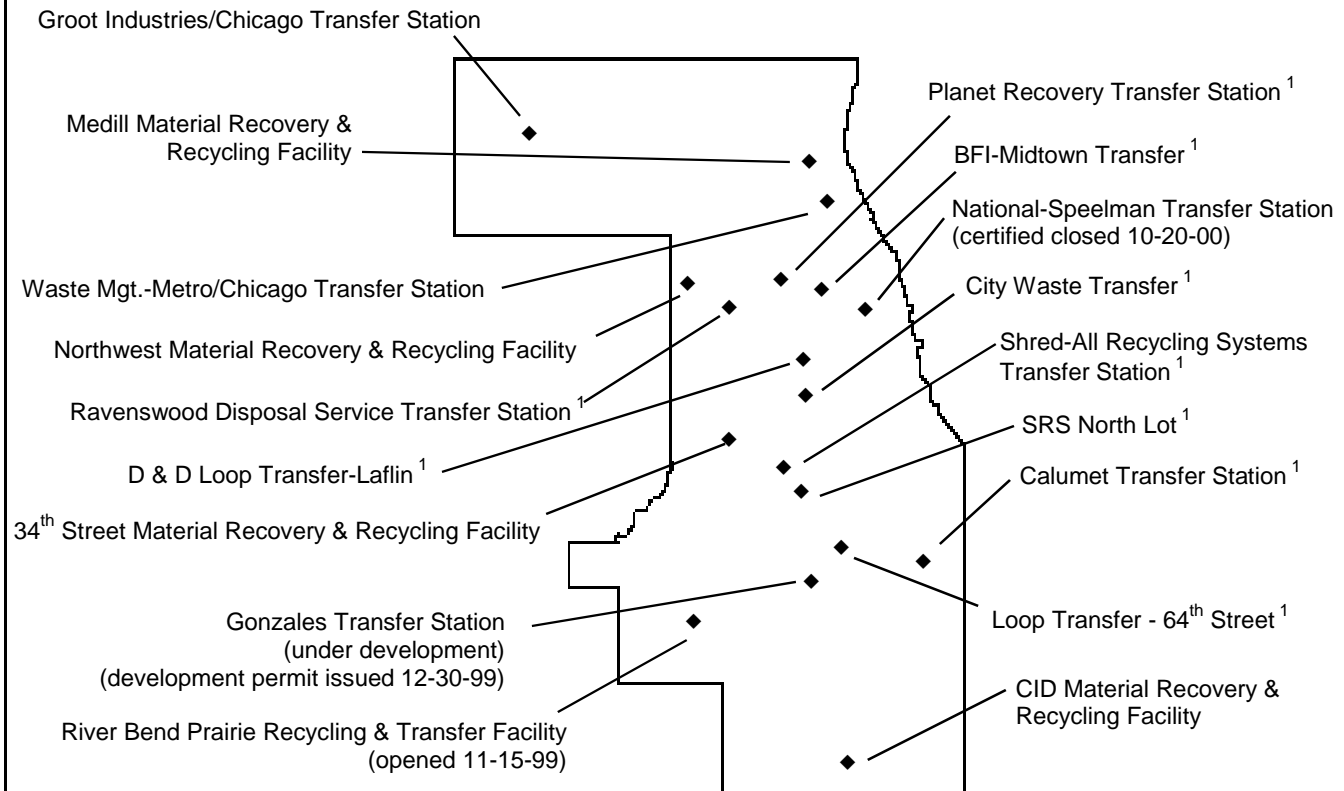 Groot Industries/Chicago Transfer Station
Medill Material Recovery &
Recycling Facility
Waste Mgt.-Metro/Chicago Transfer Station
Northwest Material Recovery & Recycling Facility
Ravenswood Disposal Service Transfer Station 1
D & D Loop Transfer-Laflin 1
34th Street Material Recovery & Recycling Facility
Gonzales Transfer Station
(under development)
(development permit issued 12-30-99)
River Bend Prairie Recycling & Transfer Facility
(opened 11-15-99)
Planet Recovery Transfer Station 1
BFI-Midtown Transfer 1
National-Speelman Transfer Station
(certified closed 10-20-00)
City Waste Transfer 1
Shred-All Recycling Systems
Transfer Station 1
SRS North Lot 1
Calumet Transfer Station 1
Loop Transfer - 64th Street 1
CID Material Recovery &
Recycling Facility